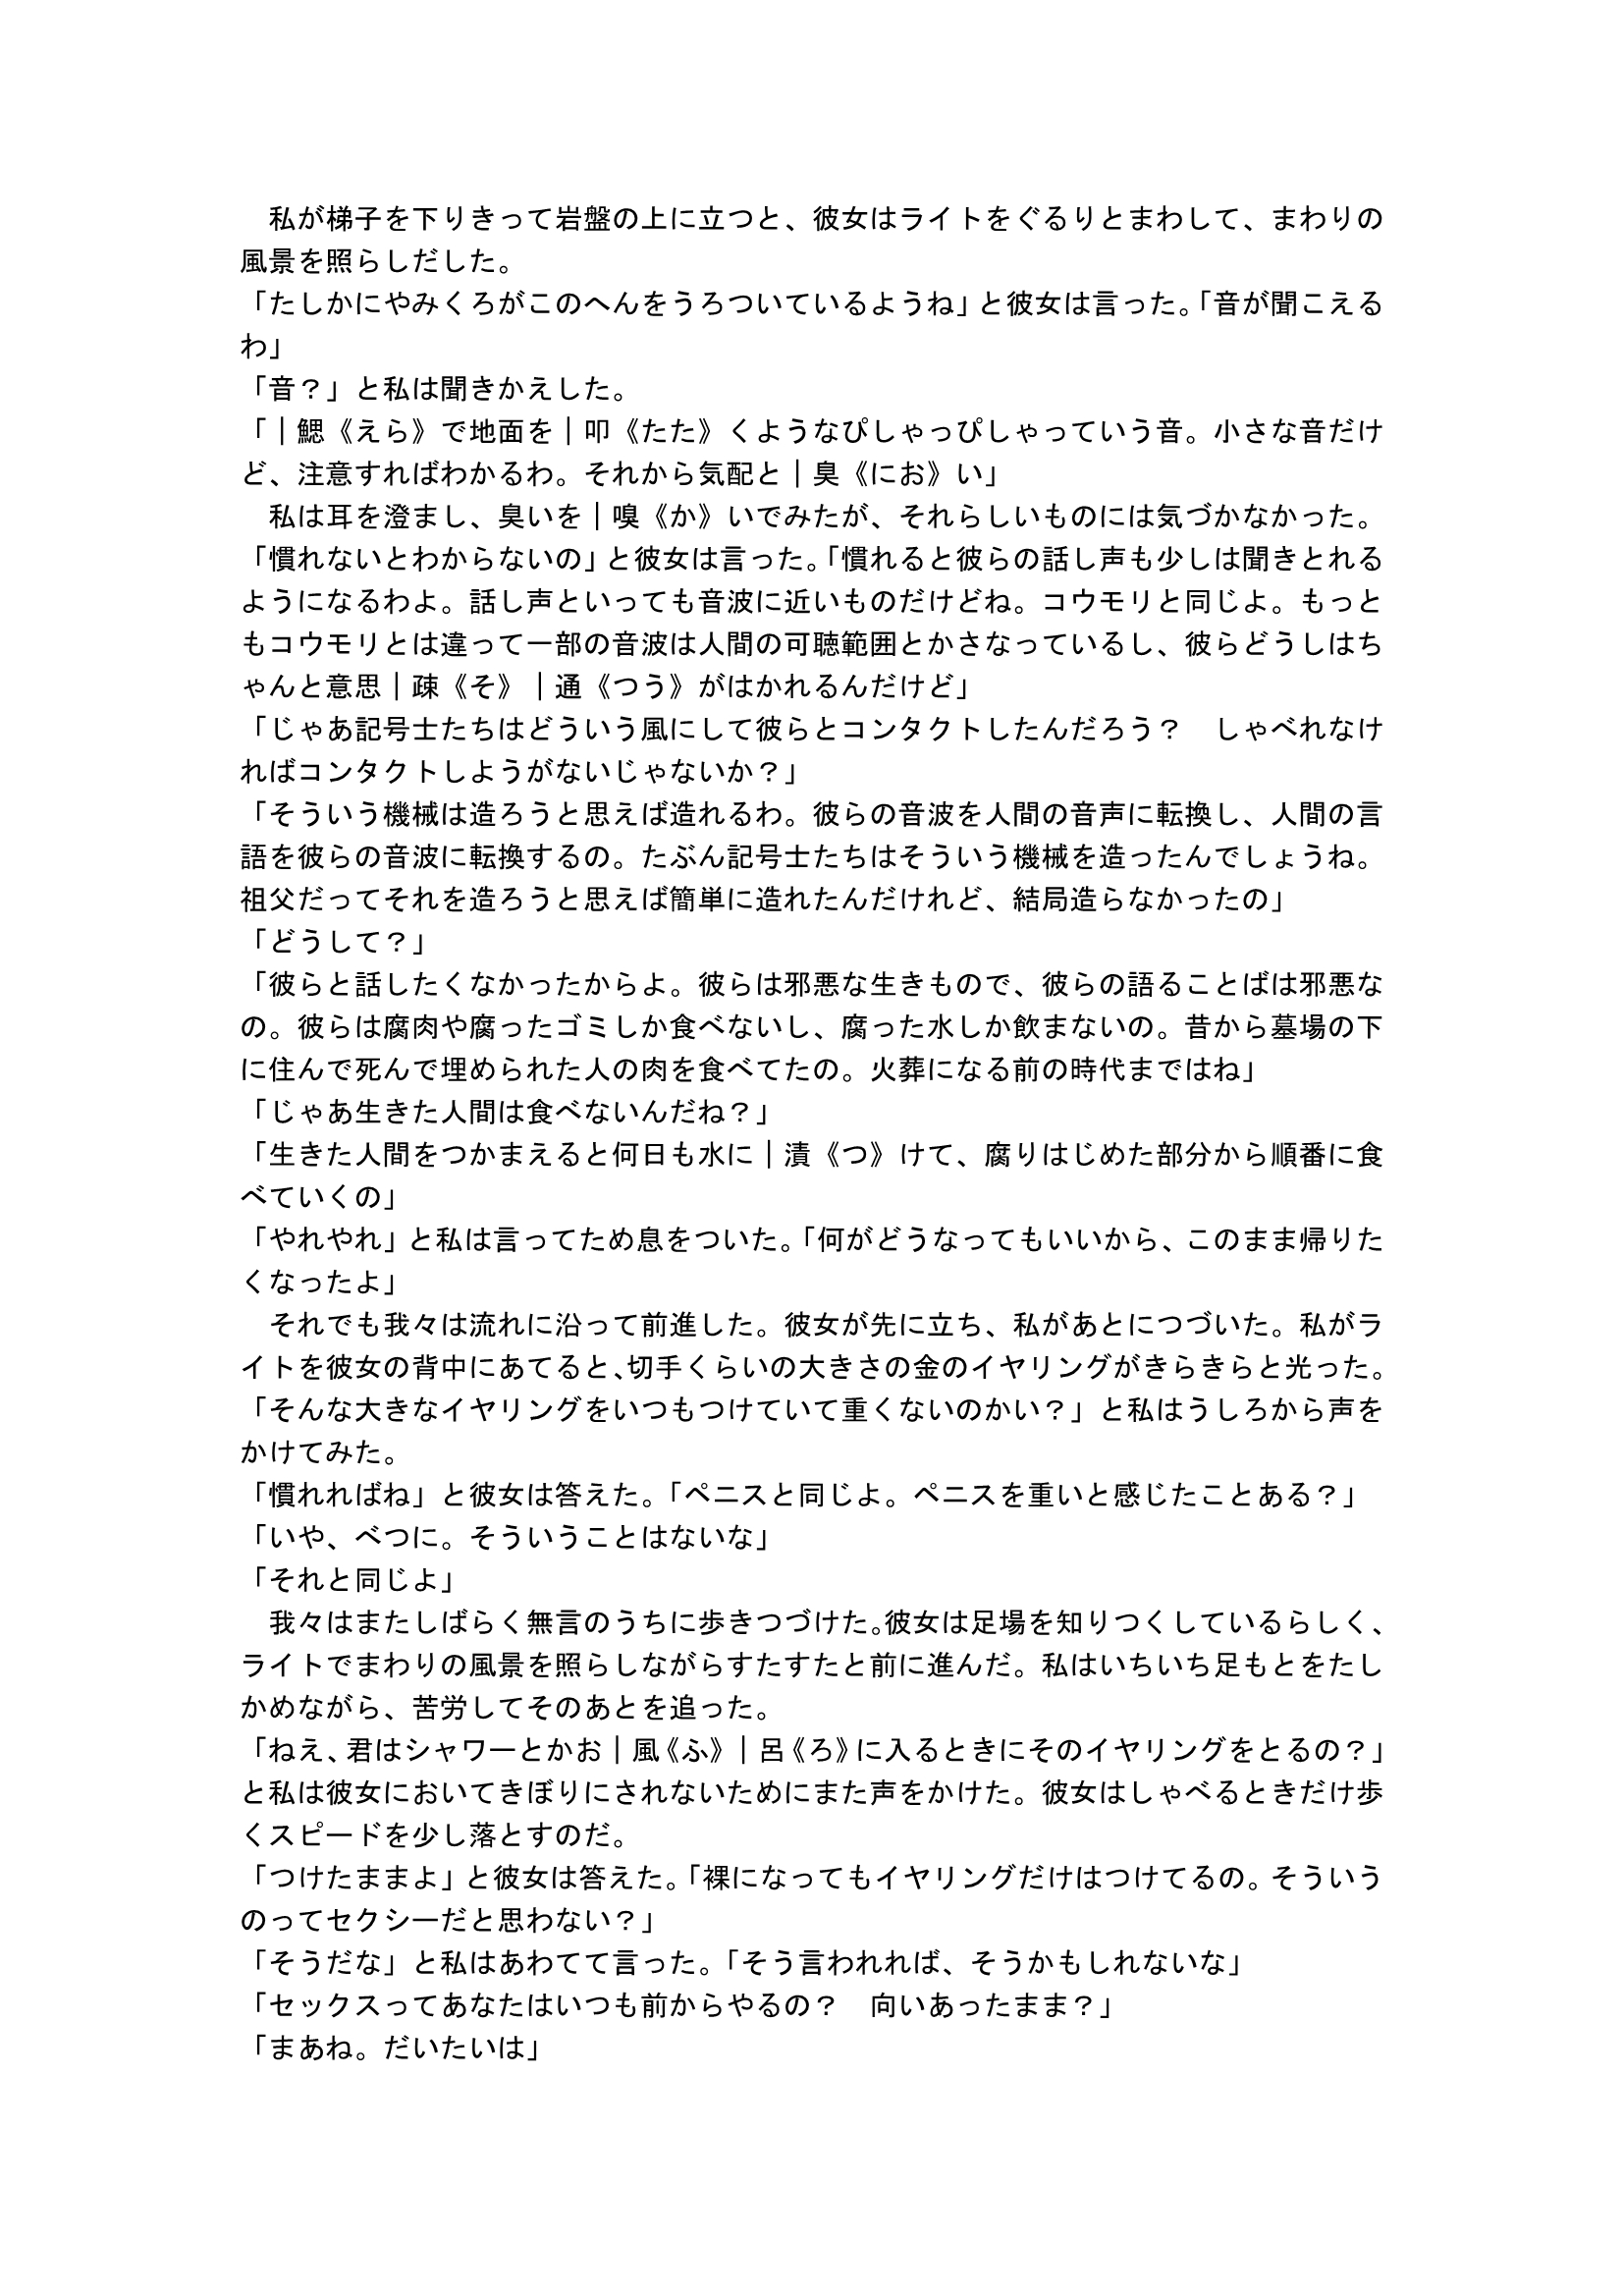 私が梯子を下りきって岩盤の上に立つと、彼女はライトをぐるりとまわして、まわりの
風景を照らしだした。
「たしかにやみくろがこのへんをうろついているようね」と彼女は言った。「音が聞こえる
わ」
「音？」と私は聞きかえした。
「｜鰓《えら》で地面を｜叩《たた》くようなぴしゃっぴしゃっていう音。小さな音だけ
ど、注意すればわかるわ。それから気配と｜臭《にお》い」
　私は耳を澄まし、臭いを｜嗅《か》いでみたが、それらしいものには気づかなかった。
「慣れないとわからないの」と彼女は言った。「慣れると彼らの話し声も少しは聞きとれる
ようになるわよ。話し声といっても音波に近いものだけどね。コウモリと同じよ。もっと
もコウモリとは違って一部の音波は人間の可聴範囲とかさなっているし、彼らどうしはち
ゃんと意思｜疎《そ》｜通《つう》がはかれるんだけど」
「じゃあ記号士たちはどういう風にして彼らとコンタクトしたんだろう？　しゃべれなけ
ればコンタクトしようがないじゃないか？」
「そういう機械は造ろうと思えば造れるわ。彼らの音波を人間の音声に転換し、人間の言
語を彼らの音波に転換するの。たぶん記号士たちはそういう機械を造ったんでしょうね。
祖父だってそれを造ろうと思えば簡単に造れたんだけれど、結局造らなかったの」
「どうして？」
「彼らと話したくなかったからよ。彼らは邪悪な生きもので、彼らの語ることばは邪悪な
の。彼らは腐肉や腐ったゴミしか食べないし、腐った水しか飲まないの。昔から墓場の下
に住んで死んで埋められた人の肉を食べてたの。火葬になる前の時代まではね」
「じゃあ生きた人間は食べないんだね？」
「生きた人間をつかまえると何日も水に｜漬《つ》けて、腐りはじめた部分から順番に食
べていくの」
「やれやれ」と私は言ってため息をついた。「何がどうなってもいいから、このまま帰りた
くなったよ」
　それでも我々は流れに沿って前進した。彼女が先に立ち、私があとにつづいた。私がラ
イトを彼女の背中にあてると、切手くらいの大きさの金のイヤリングがきらきらと光った。
「そんな大きなイヤリングをいつもつけていて重くないのかい？」と私はうしろから声を
かけてみた。
「慣れればね」と彼女は答えた。「ペニスと同じよ。ペニスを重いと感じたことある？」
「いや、べつに。そういうことはないな」
「それと同じよ」
　我々はまたしばらく無言のうちに歩きつづけた。彼女は足場を知りつくしているらしく、
ライトでまわりの風景を照らしながらすたすたと前に進んだ。私はいちいち足もとをたし
かめながら、苦労してそのあとを追った。
「ねえ、君はシャワーとかお｜風《ふ》｜呂《ろ》に入るときにそのイヤリングをとるの？」
と私は彼女においてきぼりにされないためにまた声をかけた。彼女はしゃべるときだけ歩
くスピードを少し落とすのだ。
「つけたままよ」と彼女は答えた。「裸になってもイヤリングだけはつけてるの。そういう
のってセクシーだと思わない？」
「そうだな」と私はあわてて言った。「そう言われれば、そうかもしれないな」
「セックスってあなたはいつも前からやるの？　向いあったまま？」
「まあね。だいたいは」